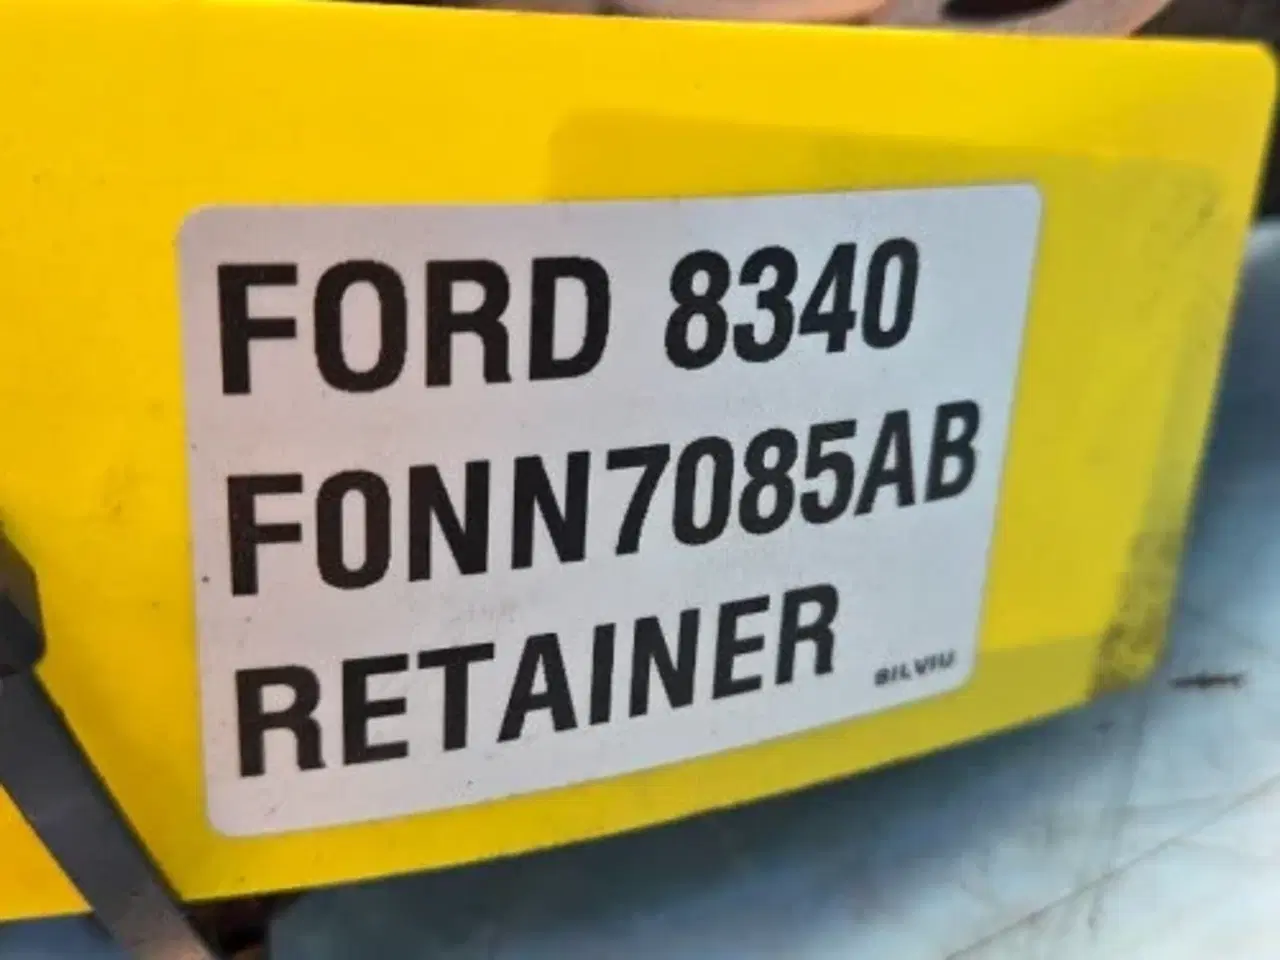 FORD 8340
F0NN7085AB
RETAINER
SILVIU